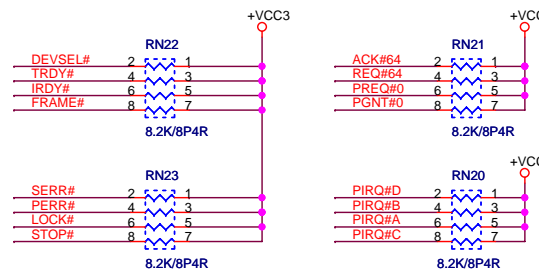 +VCC3
+VCC
RN22
RN21
DEVSEL# 2 1
TRDY# 4 3
IRDY# 6 5
FRAME# 8 7
8.2K/8P4R
ACK#64 2 1
REQ#64 4 3
PREQ#0 6 5
PGNT#0 8 7
8.2K/8P4R
+VC
RN23
RN20
SERR# 2 1
PERR# 4 3
LOCK# 6 5
STOP# 8 7
8.2K/8P4R
PIRQ#D 2 1
PIRQ#B 4 3
PIRQ#A 6 5
PIRQ#C 8 7
8.2K/8P4R